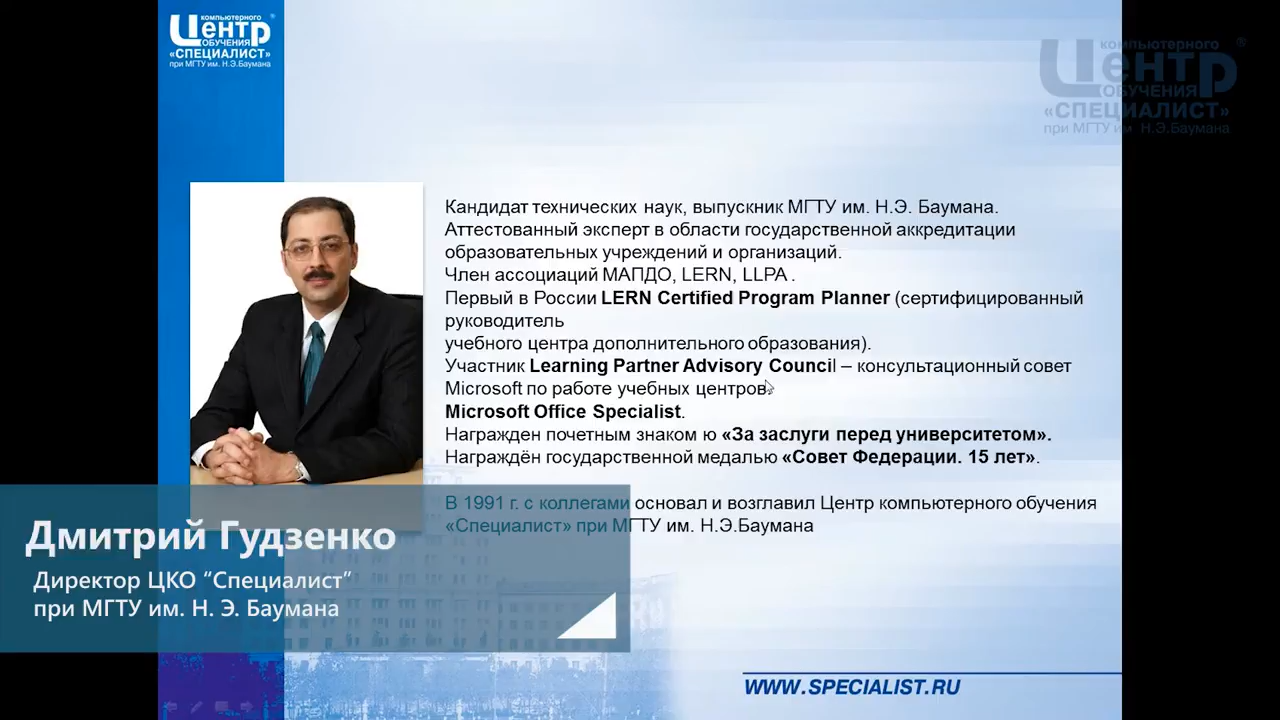 компьютерного
Центр
ОБУЧЕНИЯ
«СПЕЦИАЛИСТ»
при МГТУ им. Н.Э.Баумана
компьютерного
Центр
ОБУЧЕНИЯ
«СПЕЦИАЛИСТ»
при МГТУ им. Н.Э.Баумана
Кандидат технических наук, выпускник МГТУ им. Н.Э. Баумана.
Аттестованный эксперт в области государственной аккредитации
образовательных учреждений и организаций.
Член ассоциаций МАПДО, LERN, LLPA .
Первый в России LERN Certified Program Planner (сертифицированный
руководитель
учебного центра дополнительного образования).
Участник Learning Partner Advisory Council – консультационный совет
Microsoft по работе учебных центров.
Microsoft Office Specialist.
Награжден почетным знаком ю «За заслуги перед университетом».
Награждён государственной медалью «Совет Федерации. 15 лет».
В 1991 г. с коллегами основал и возглавил Центр компьютерного обучения
«Специалист» при МГТУ им. Н.Э.Баумана
Дмитрий Гудзенко
Директор ЦКО “Специалист”
при МГТУ им. Н. Э. Баумана
WWW.SPECIALIST.RU